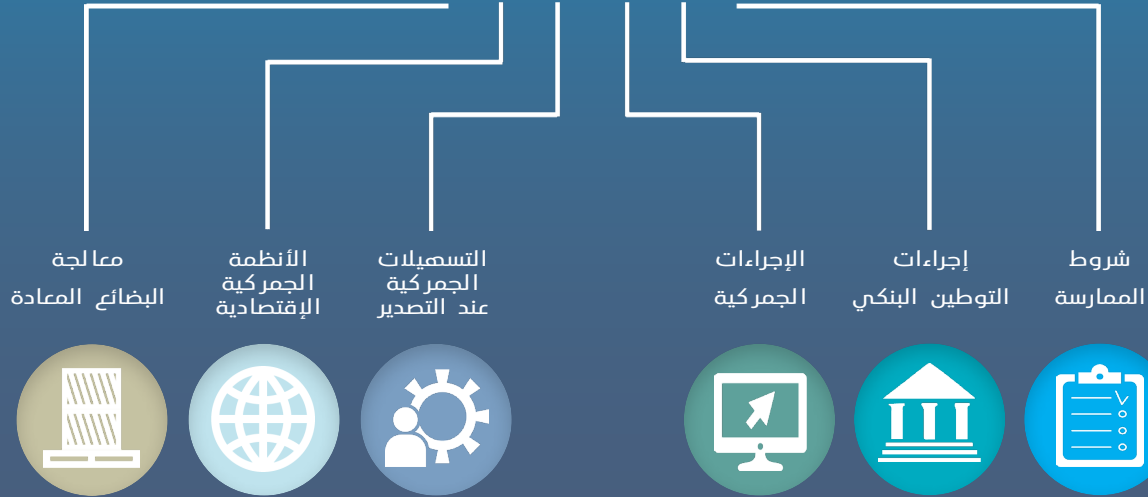 شروط
الممارسة
إجراءات
التوطين البنكي
الإجراءات
الجمركية
التسهيلات
الجمركية
عند التصدير
الأنظمة
الجمركية
الإقتصادية
معالجة
البضائع المعادة